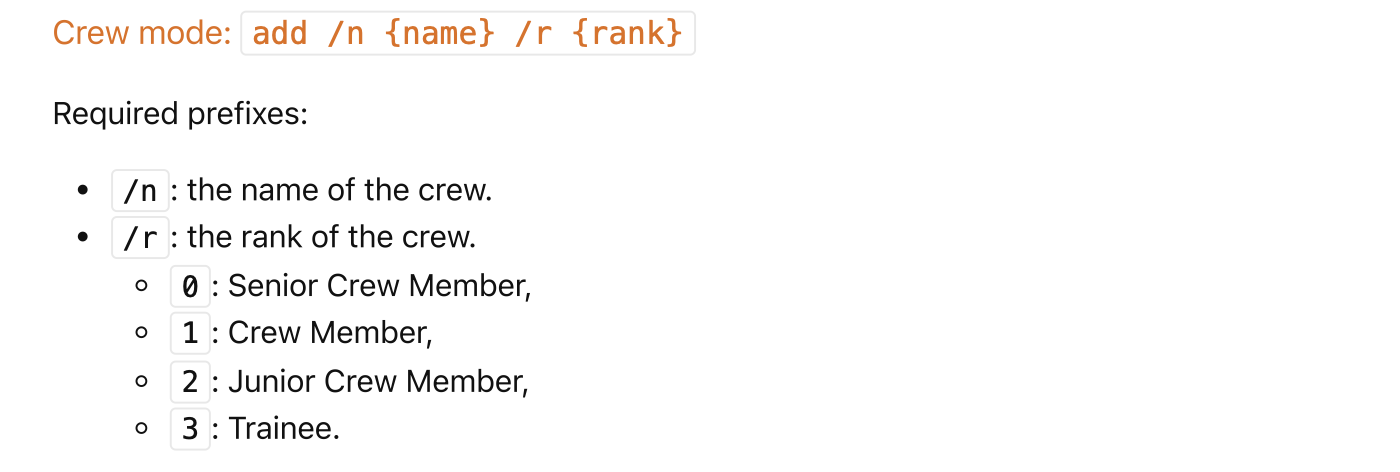 Crew mode: add /n {name} /r {rank}
Required prefixes:
• /n: the name of the crew.
• /r: the rank of the crew.
◦ 0: Senior Crew Member,
◦ 1: Crew Member,
◦ 2: Junior Crew Member,
◦ 3: Trainee.